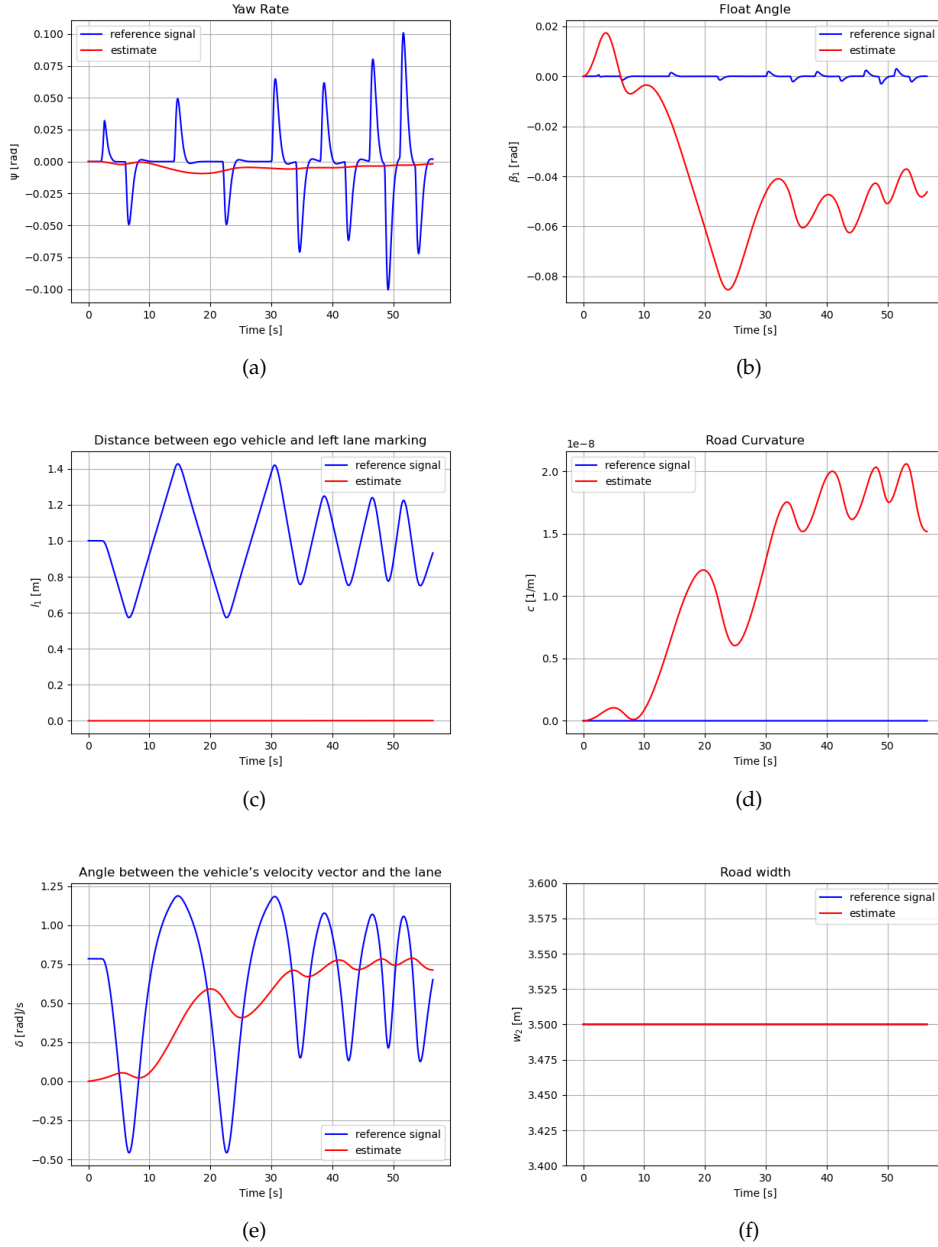 Yaw Rate
reference signal
estimate
0.100
0.075
0.050
0.025
0.000
−0.025
−0.050
−0.075
−0.100
Ψ [rad]
0 10 20 30 40 50
Time [s]
(a)
Float Angle
reference signal
estimate
0.02
0.00
−0.02
−0.04
−0.06
−0.08
β₁ [rad]
0 10 20 30 40 50
Time [s]
(b)
Distance between ego vehicle and left lane marking
reference signal
estimate
1.4
1.2
1.0
0.8
0.6
0.4
0.2
0.0
l₁ [m]
0 10 20 30 40 50
Time [s]
(c)
Road Curvature
1e−8
reference signal
estimate
2.0
1.5
1.0
0.5
0.0
c [1/m]
0 10 20 30 40 50
Time [s]
(d)
Angle between the vehicle’s velocity vector and the lane
1.25
1.00
0.75
0.50
0.25
0.00
−0.25
−0.50
δ [rad]/s
reference signal
estimate
0 10 20 30 40 50
Time [s]
(e)
Road width
reference signal
estimate
3.600
3.575
3.550
3.525
3.500
3.475
3.450
3.425
3.400
w₂ [m]
0 10 20 30 40 50
Time [s]
(f)